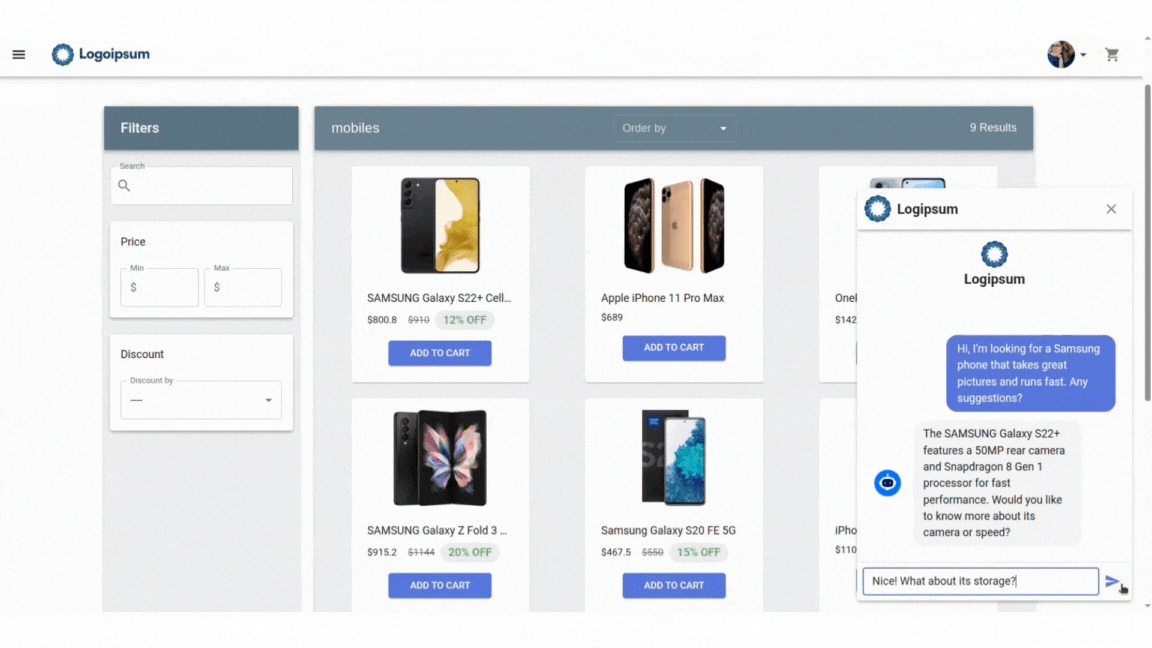 Logoipsum
Filters
Search
Price
Min
$
Max
$
Discount
Discount by
----
mobiles
Order by
9 Results
SAMSUNG Galaxy S22+ Cell...
$800.8 $910 12% OFF
ADD TO CART
Apple iPhone 11 Pro Max
$689
ADD TO CART
OneP
$142
SAMSUNG Galaxy Z Fold 3 ...
$915.2 $1144 20% OFF
ADD TO CART
Samsung Galaxy S20 FE 5G
$467.5 $550 15% OFF
ADD TO CART
iPho
$110
Logipsum
Logipsum
Hi, I'm looking for a Samsung
phone that takes great
pictures and runs fast. Any
suggestions?
The SAMSUNG Galaxy S22+
features a 50MP rear camera
and Snapdragon 8 Gen 1
processor for fast
performance. Would you like
to know more about its
camera or speed?
Nice! What about its storage?